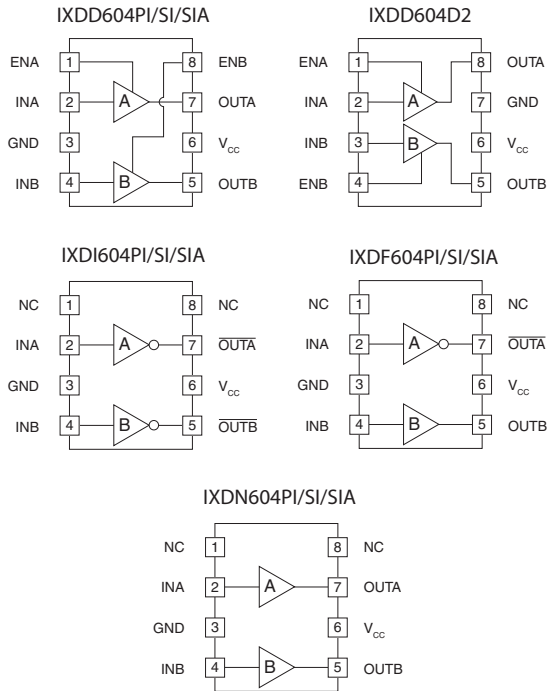 IXDD604PI/SI/SIA
ENA 1 8 ENB
INA 2 A 7 OUTA
GND 3 6 VCC
INB 4 B 5 OUTB
IXDD604D2
ENA 1 8 OUTA
INA 2 A 7 GND
INB 3 B 6 VCC
ENB 4 5 OUTB
IXDI604PI/SI/SIA
NC 1 8 NC
INA 2 A 7 OUTA
GND 3 6 VCC
INB 4 B 5 OUTB
IXDF604PI/SI/SIA
NC 1 8 NC
INA 2 A 7 OUTA
GND 3 6 VCC
INB 4 B 5 OUTB
IXDN604PI/SI/SIA
NC 1 8 NC
INA 2 A 7 OUTA
GND 3 6 VCC
INB 4 B 5 OUTB